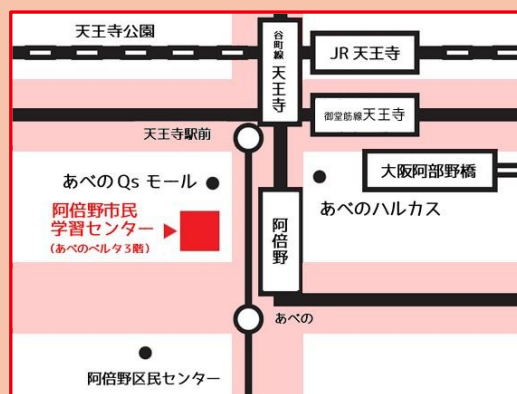 天王寺公園
谷町線 天王寺
JR 天王寺
御堂筋線 天王寺
天王寺駅前
大阪阿部野橋
あべのQs モール
あべのハルカス
阿倍野市民
学習センター
(あべのベルタ3階)
阿倍野
あべの
阿倍野区民センター